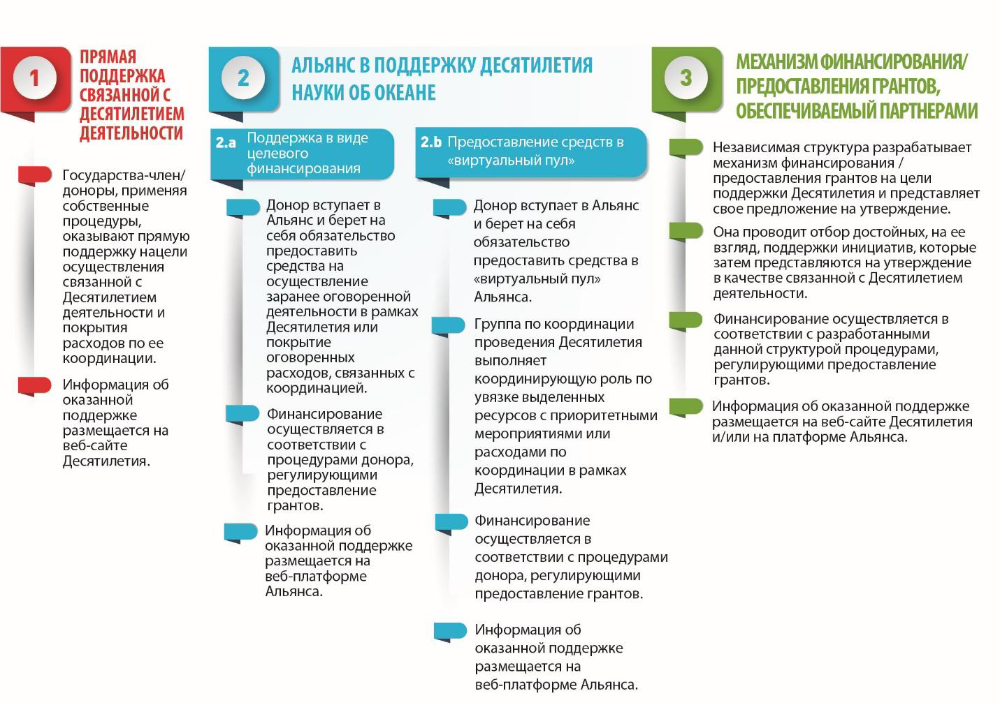 1
ПРЯМАЯ
ПОДДЕРЖКА
СВЯЗАННОЙ С
ДЕСЯТИЛЕТИЕМ
ДЕЯТЕЛЬНОСТИ
Государства-член/
доноры, применяя
собственные
процедуры,
оказывают прямую
поддержку нацели
осуществления
связанной с
Десятилетием
деятельности и
покрытия
расходов по ее
координации.
Информация об
оказанной
поддержке
размещается на
веб-сайте
Десятилетия.
2
АЛЬЯНС В ПОДДЕРЖКУ ДЕСЯТИЛЕТИЯ
НАУКИ ОБ ОКЕАНЕ
2.a Поддержка в виде
целевого
финансирования
Донор вступает в
Альянс и берет на
себя обязательство
предоставить
средства на
осуществление
заранее оговоренной
деятельности в рамках
Десятилетия или
покрытие
оговоренных
расходов, связанных с
координацией.
Финансирование
осуществляется в
соответствии с
процедурами донора,
регулирующими
предоставление
грантов.
Информация об
оказанной поддержке
размещается на
веб-платформе
Альянса.
2.b Предоставление средств в
«виртуальный пул»
Донор вступает в Альянс
и берет на себя
обязательство
предоставить средства в
«виртуальный пул»
Альянса.
Группа по координации
проведения Десятилетия
выполняет
координирующую роль по
увязке выделенных
ресурсов с приоритетными
мероприятиями или
расходами по
координации в рамках
Десятилетия.
Финансирование
осуществляется в
соответствии с процедурами
донора, регулирующими
предоставление грантов.
Информация об
оказанной поддержке
размещается на
веб-платформе Альянса.
3
МЕХАНИЗМ ФИНАНСИРОВАНИЯ/
ПРЕДОСТАВЛЕНИЯ ГРАНТОВ,
ОБЕСПЕЧИВАЕМЫЙ ПАРТНЕРАМИ
Независимая структура разрабатывает
механизм финансирования /
предоставления грантов на цели
поддержки Десятилетия и представляет
свое предложение на утверждение.
Она проводит отбор достойных, на ее
взгляд, поддержки инициатив, которые
затем представляются на утверждение
в качестве связанной с Десятилетием
деятельности.
Финансирование осуществляется в
соответствии с разработанными
данной структурой процедурами,
регулирующими предоставление
грантов.
Информация об оказанной поддержке
размещается на веб-сайте Десятилетия
и/или на платформе Альянса.